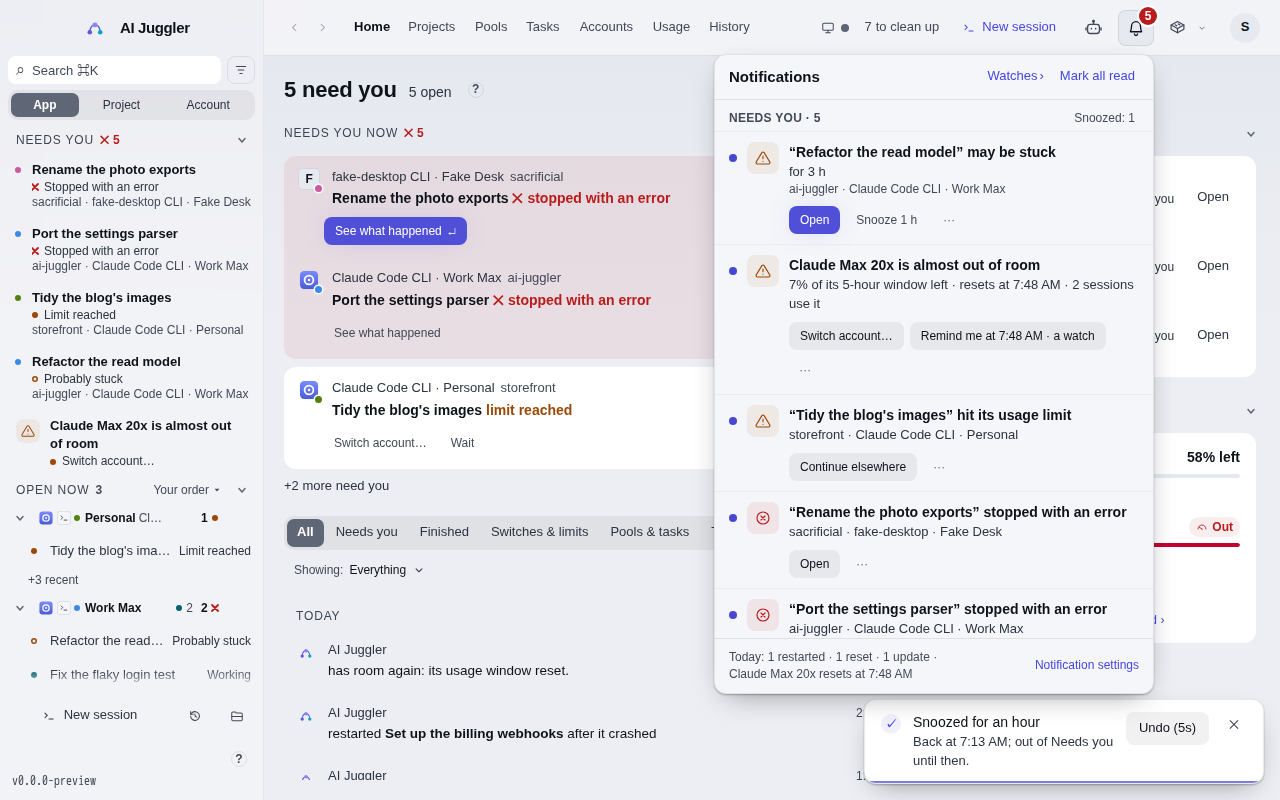 AI Juggler
Search ⌘K
App Project Account
NEEDS YOU 5
Rename the photo exports
Stopped with an error
sacrificial · fake-desktop CLI · Fake Desk
Port the settings parser
Stopped with an error
ai-juggler · Claude Code CLI · Work Max
Tidy the blog's images
Limit reached
storefront · Claude Code CLI · Personal
Refactor the read model
Probably stuck
ai-juggler · Claude Code CLI · Work Max
Claude Max 20x is almost out
of room
Switch account…
OPEN NOW 3 Your order
Personal Cl… 1
Tidy the blog's ima… Limit reached
+3 recent
Work Max 2 2
Refactor the read… Probably stuck
Fix the flaky login test Working
New session
?
v0.0.0-preview
Home Projects Pools Tasks Accounts Usage History
7 to clean up New session 5 S
5 need you 5 open ?
NEEDS YOU NOW 5
F
fake-desktop CLI · Fake Desk sacrificial
Rename the photo exports stopped with an error
See what happened
Claude Code CLI · Work Max ai-juggler
Port the settings parser stopped with an error
See what happened
Claude Code CLI · Personal storefront
Tidy the blog's images limit reached
Switch account… Wait
+2 more need you
All Needs you Finished Switches & limits Pools & tasks
Showing: Everything
TODAY
AI Juggler
has room again: its usage window reset.
AI Juggler
restarted Set up the billing webhooks after it crashed
AI Juggler
Notifications Watches › Mark all read
NEEDS YOU · 5 Snoozed: 1
“Refactor the read model” may be stuck
for 3 h
ai-juggler · Claude Code CLI · Work Max
Open Snooze 1 h ···
Claude Max 20x is almost out of room
7% of its 5-hour window left · resets at 7:48 AM · 2 sessions
use it
Switch account… Remind me at 7:48 AM · a watch
···
“Tidy the blog's images” hit its usage limit
storefront · Claude Code CLI · Personal
Continue elsewhere ···
“Rename the photo exports” stopped with an error
sacrificial · fake-desktop · Fake Desk
Open ···
“Port the settings parser” stopped with an error
ai-juggler · Claude Code CLI · Work Max
Today: 1 restarted · 1 reset · 1 update ·
Claude Max 20x resets at 7:48 AM
Notification settings
you Open
you Open
you Open
58% left
Out
›
Snoozed for an hour
Back at 7:13 AM; out of Needs you
until then.
Undo (5s)